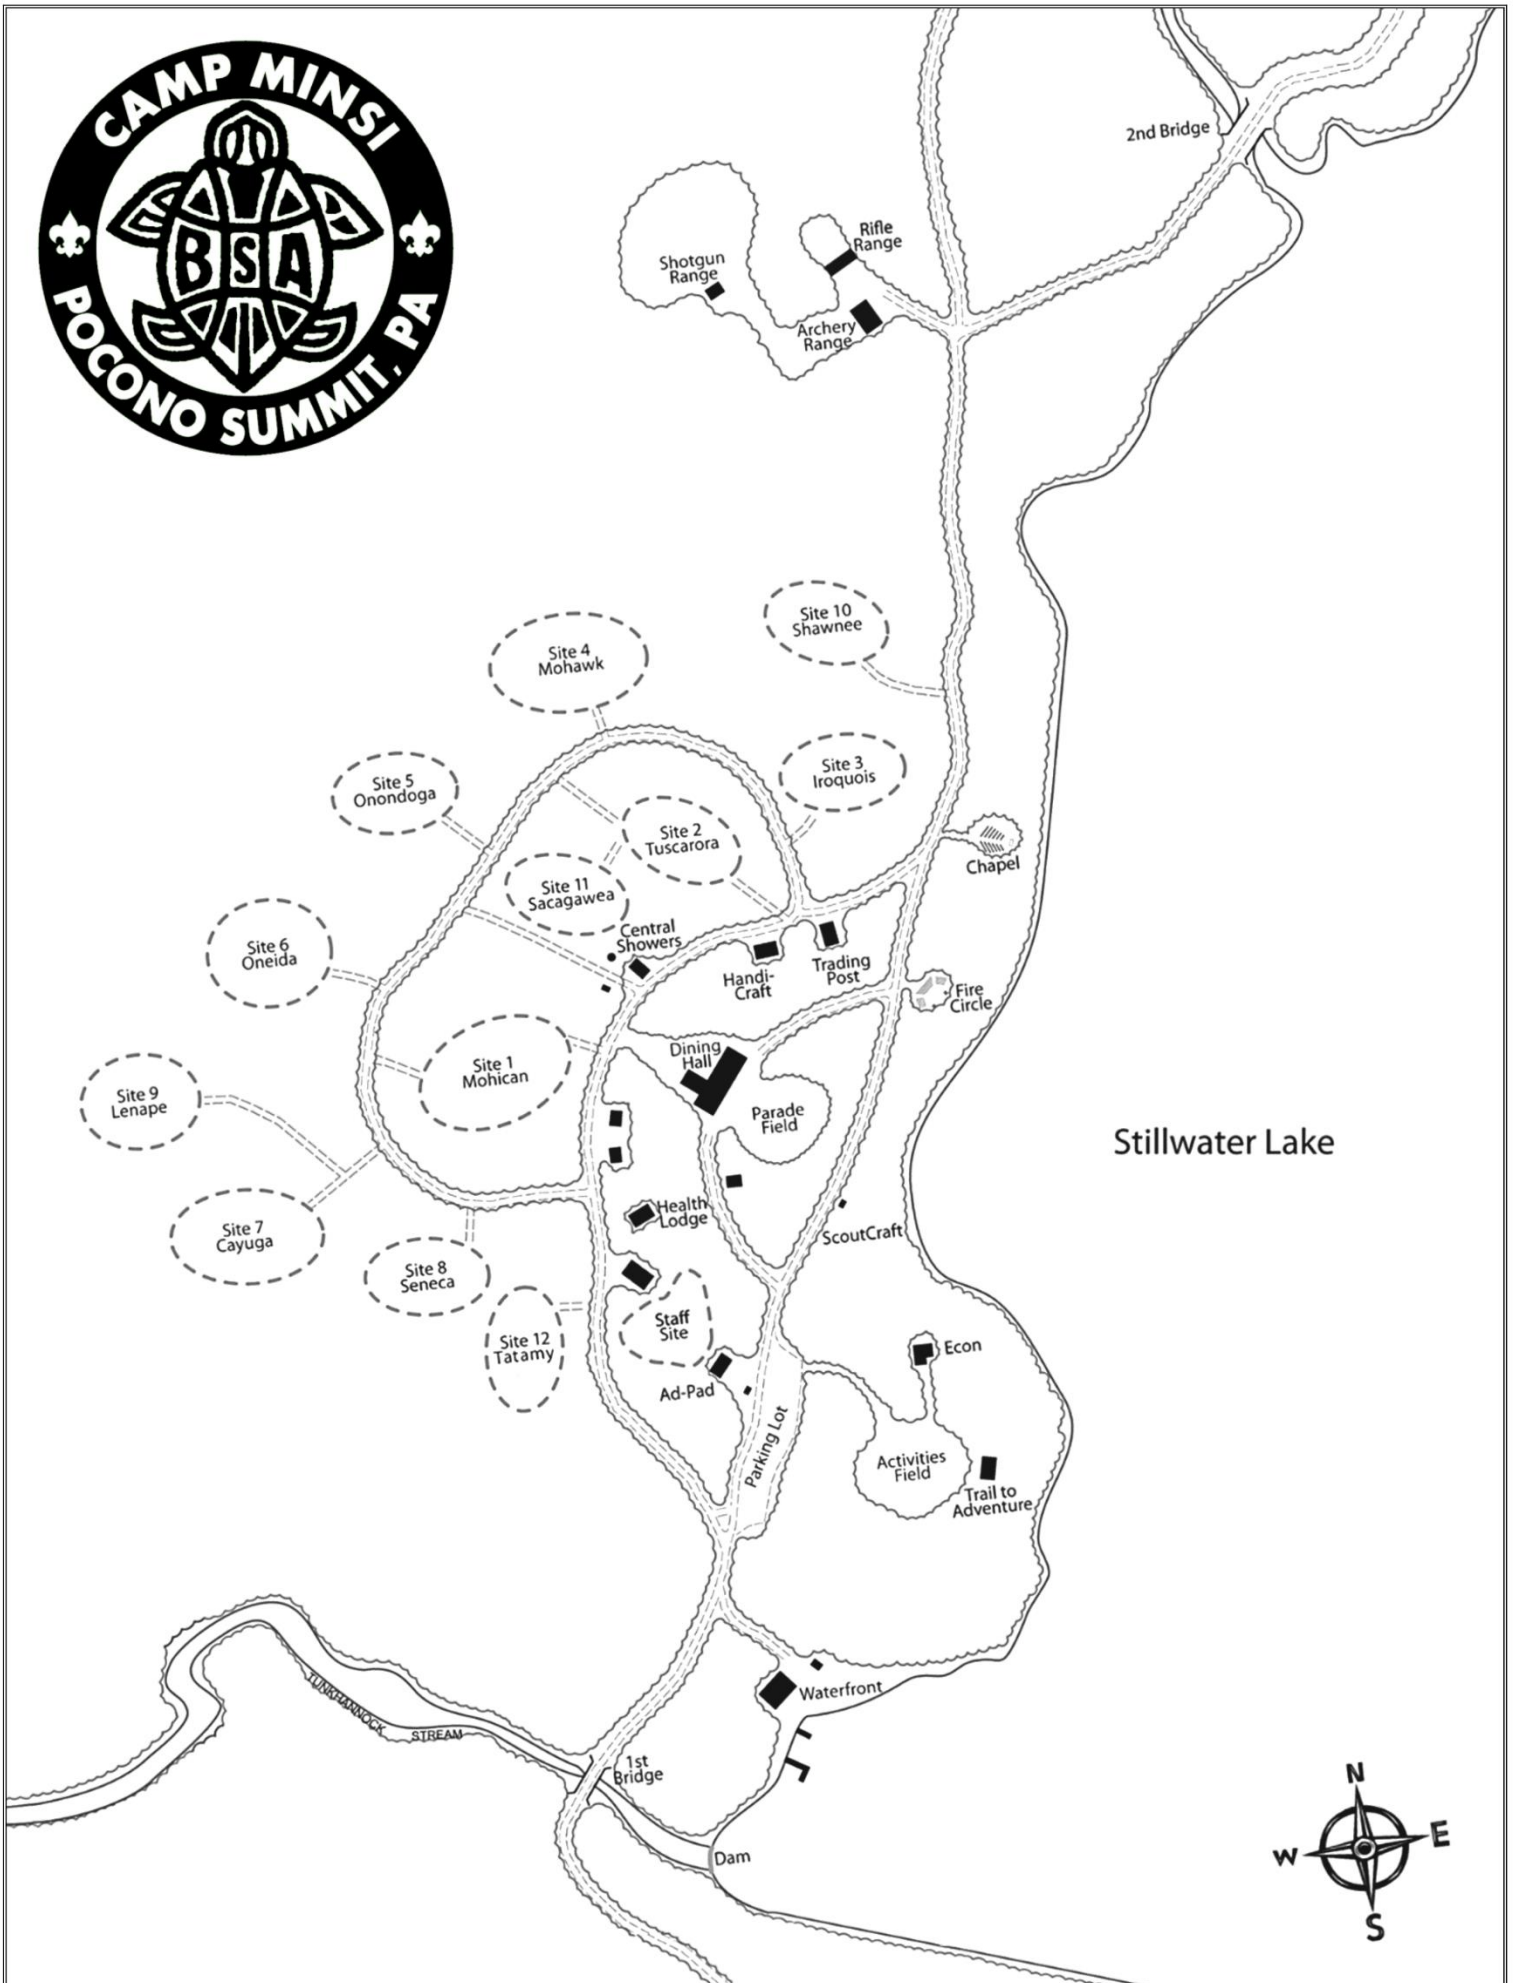 CAMP MINSI
BSA
POCONO SUMMIT, PA
2nd Bridge
Rifle
Range
Shotgun
Range
Archery
Range
Site 10
Shawnee
Site 4
Mohawk
Site 3
Iroquois
Site 5
Onondoga
Site 2
Tuscarora
Chapel
Site 11
Sacagawea
Central
Showers
Site 6
Oneida
Handi-
Craft
Trading
Post
Fire
Circle
Dining
Hall
Site 1
Mohican
Site 9
Lenape
Parade
Field
Stillwater Lake
Health
Lodge
ScoutCraft
Site 7
Cayuga
Site 8
Seneca
Staff
Site
Site 12
Tatamy
Econ
Ad-Pad
Parking Lot
Activities
Field
Trail to
Adventure
Waterfront
TUNKHANNOCK
STREAM
1st
Bridge
Dam
N
W
E
S